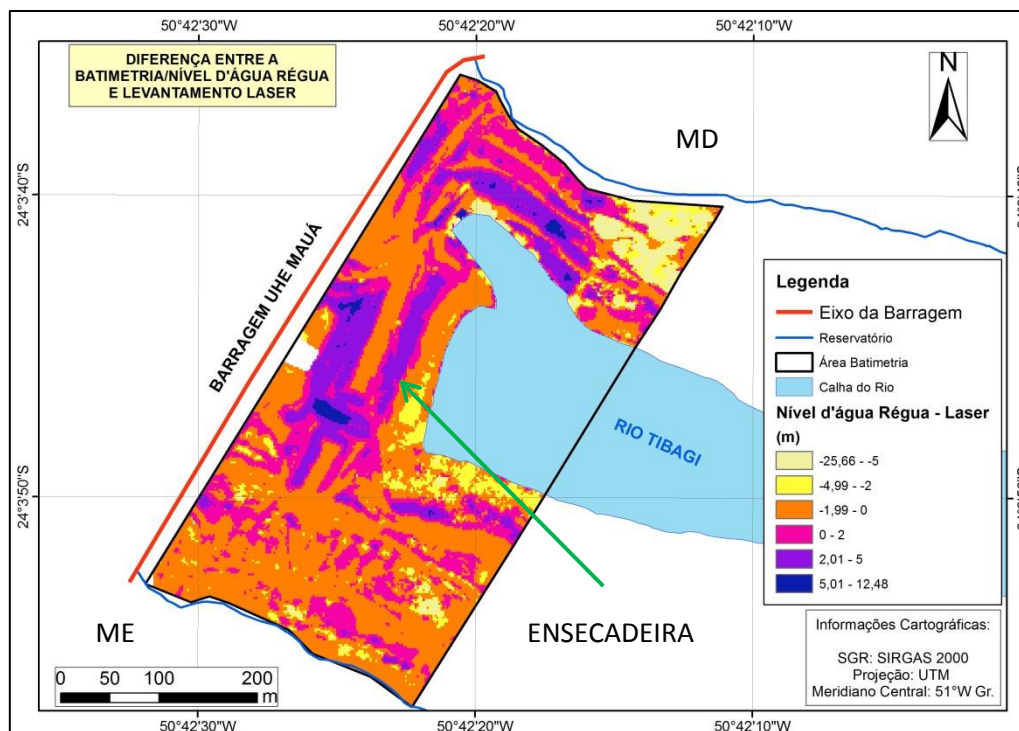 50°42'30"W
50°42'20"W
50°42'10"W
DIFERENÇA ENTRE A
BATIMETRIA/NÍVEL D'ÁGUA RÉGUA
E LEVANTAMENTO LASER
N
MD
24°3'40"S
BARRAGEM UHE MAUÁ
Legenda
Eixo da Barragem
Reservatório
Área Batimetria
Calha do Rio
Nível d'água Régua - Laser
(m)
-25,66 - -5
-4,99 - -2
-1,99 - 0
0 - 2
2,01 - 5
5,01 - 12,48
RIO TIBAGI
24°3'50"S
ME
ENSECADEIRA
Informações Cartográficas:
SGR: SIRGAS 2000
Projeção: UTM
Meridiano Central: 51°W Gr.
0 50 100 200
m
50°42'30"W
50°42'20"W
50°42'10"W